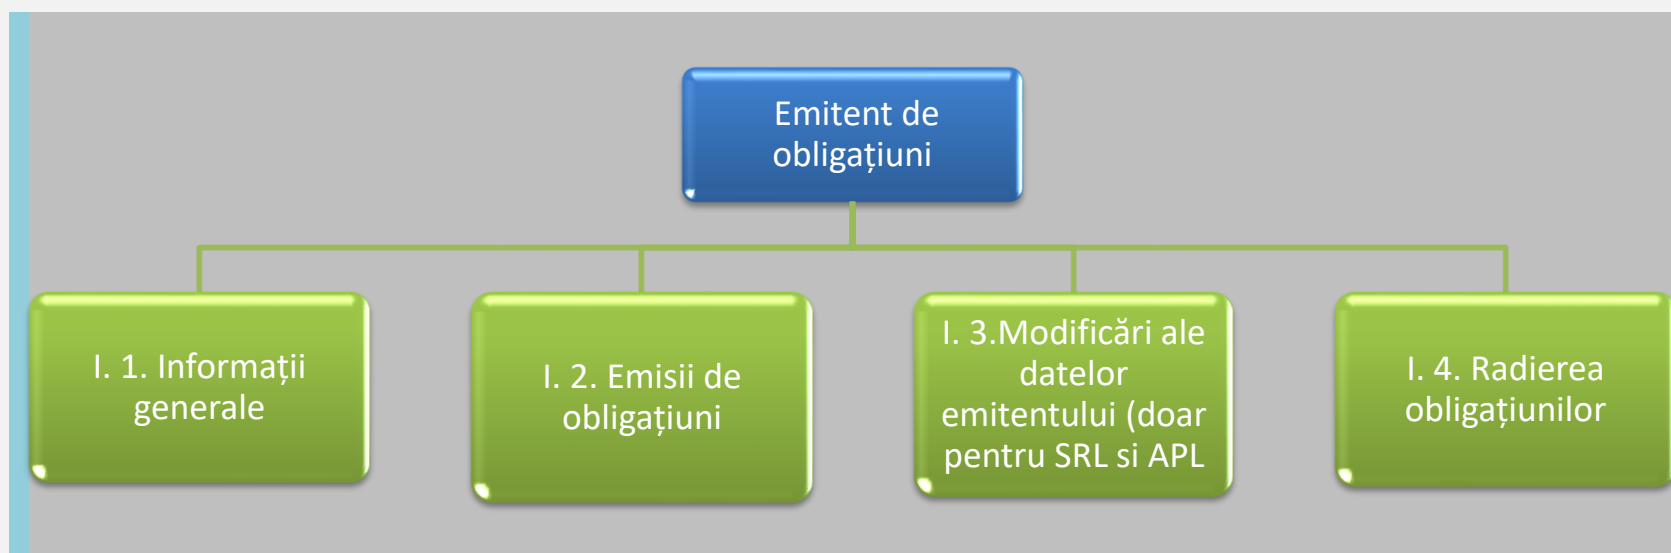 Emitent de
obligațiuni
I. 1. Informații
generale
I. 2. Emisii de
obligațiuni
I. 3.Modificări ale
datelor
emitentului (doar
pentru SRL si APL
I. 4. Radierea
obligațiunilor